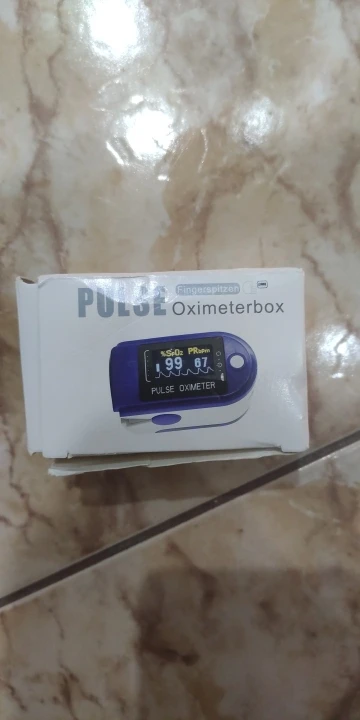 PULSE Fingerspitzen
Oximeterbox
%SpO2 PRbpm
99 67
PULSE OXIMETER